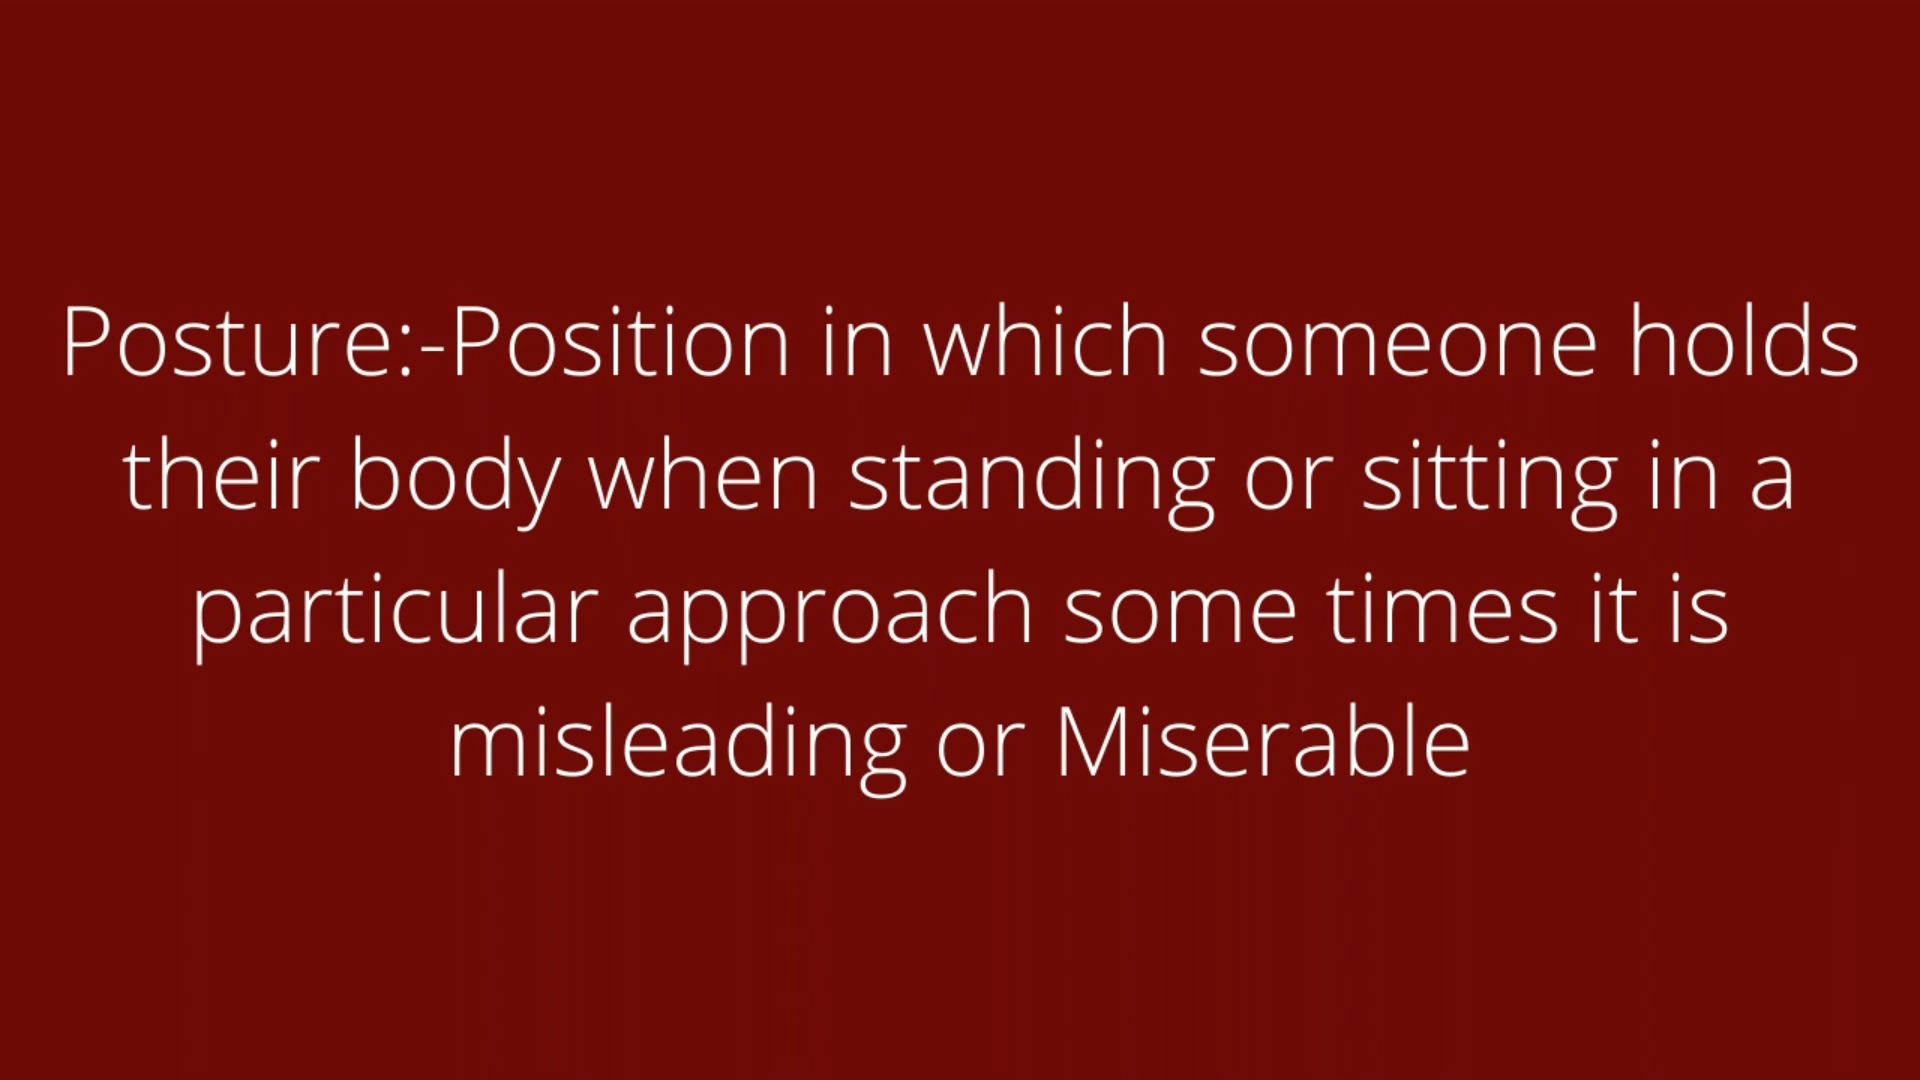 Posture:-Position in which someone holds
their body when standing or sitting in a
particular approach some times it is
misleading or Miserable